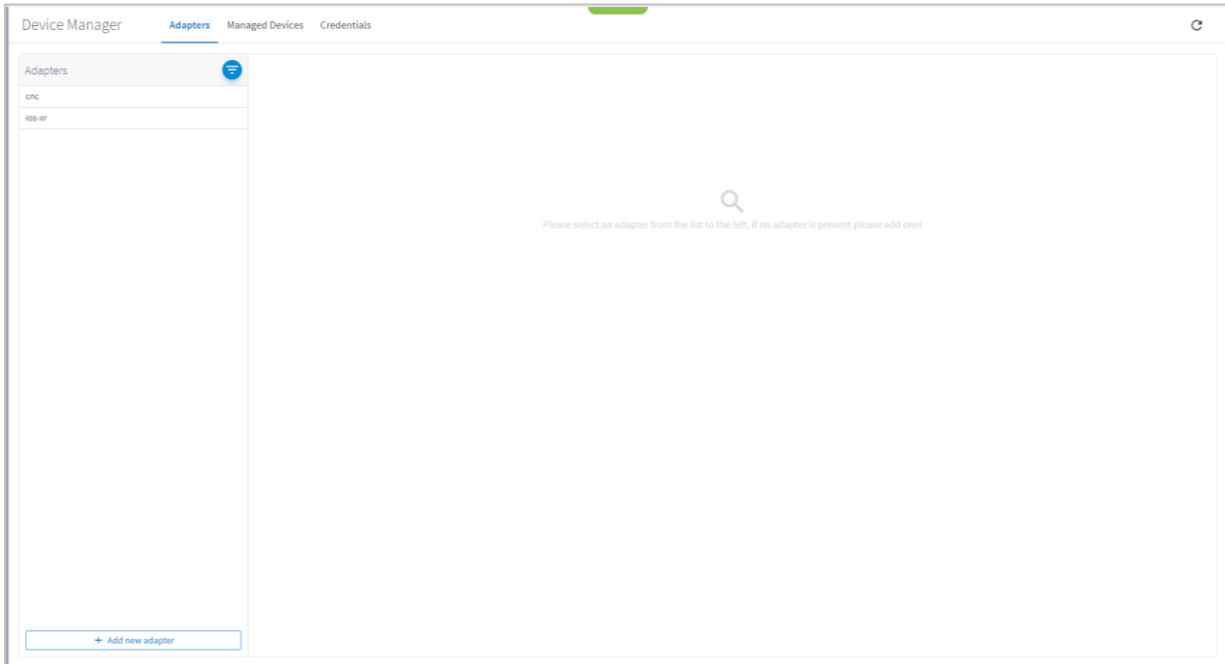 Device Manager Adapters Managed Devices Credentials
Adapters
cnc
ios-xr
Please select an adapter from the list to the left, if no adapter is present please add one!
+ Add new adapter